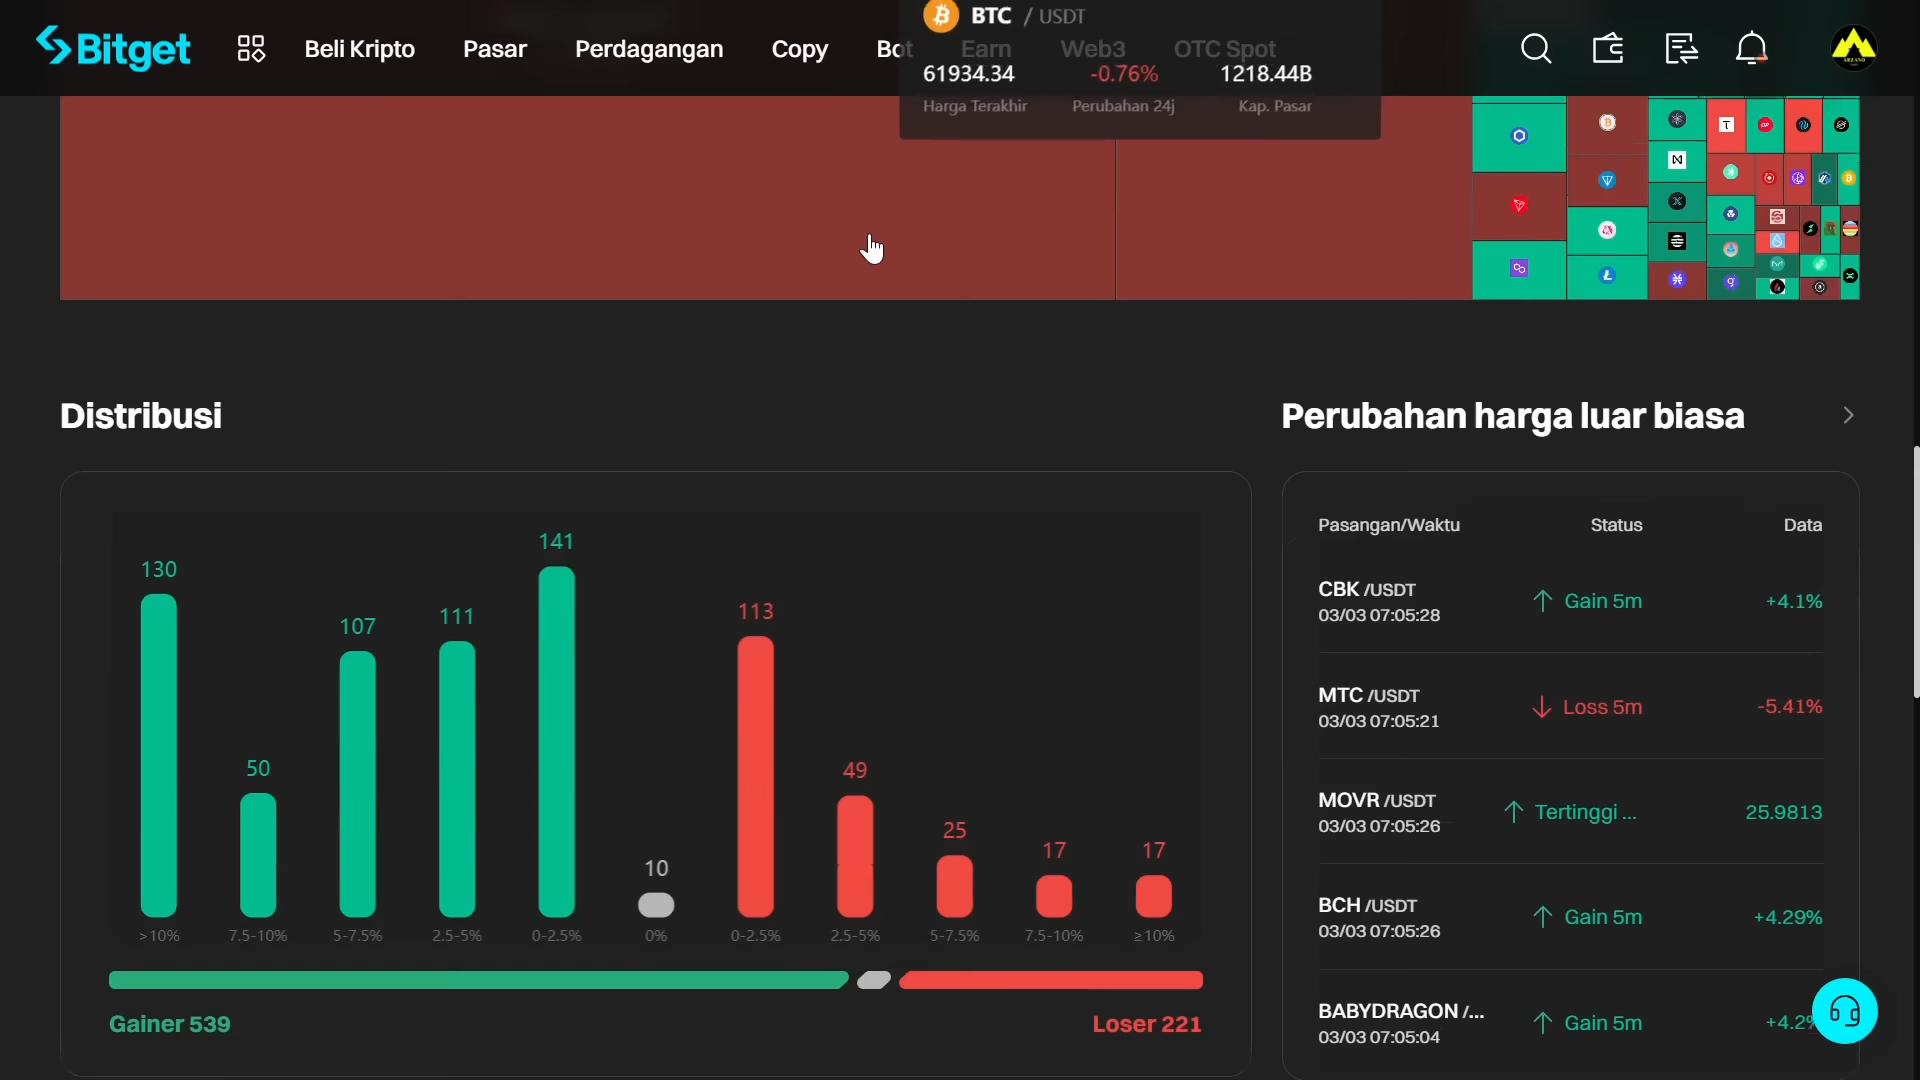 BTC / USDT
Bitget
Beli Kripto
Pasar
Perdagangan
Copy
Bot
Earn
Web3
OTC Spot
61934.34
-0.76%
1218.44B
Harga Terakhir
Perubahan 24j
Kap. Pasar
Distribusi
Perubahan harga luar biasa
130
50
107
111
141
10
113
49
25
17
17
>10%
7.5-10%
5-7.5%
2.5-5%
0-2.5%
0%
0-2.5%
2.5-5%
5-7.5%
7.5-10%
≥10%
Gainer 539
Loser 221
Pasangan/Waktu
Status
Data
CBK /USDT
03/03 07:05:28
Gain 5m
+4.1%
MTC /USDT
03/03 07:05:21
Loss 5m
-5.41%
MOVR /USDT
03/03 07:05:26
Tertinggi ...
25.9813
BCH /USDT
03/03 07:05:26
Gain 5m
+4.29%
BABYDRAGON /...
03/03 07:05:04
Gain 5m
+4.2%